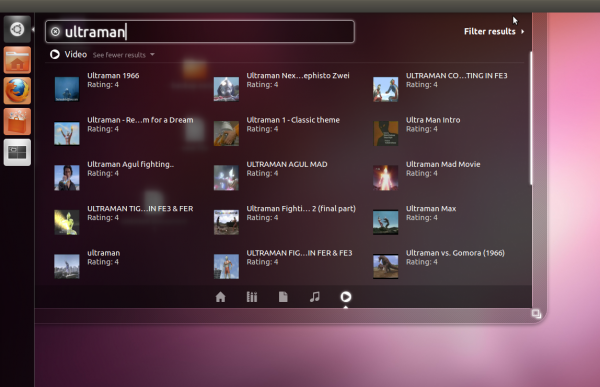 ultraman
Filter results
Video See fewer results
Ultraman 1966
Rating: 4
Ultraman Nex...ephisto Zwei
Rating: 4
ULTRAMAN CO...TING IN FE3
Rating: 4
Ultraman - Re...m for a Dream
Rating: 4
Ultraman 1 - Classic theme
Rating: 4
Ultra Man Intro
Rating: 4
Ultraman Agul fighting..
Rating: 4
ULTRAMAN AGUL MAD
Rating: 4
Ultraman Mad Movie
Rating: 4
ULTRAMAN TIG...IN FE3 & FER
Rating: 4
Ultraman Fighti... 2 (final part)
Rating: 4
Ultraman Max
Rating: 4
ultraman
Rating: 4
ULTRAMAN FIG...IN FER & FE3
Rating: 4
Ultraman vs. Gomora (1966)
Rating: 4